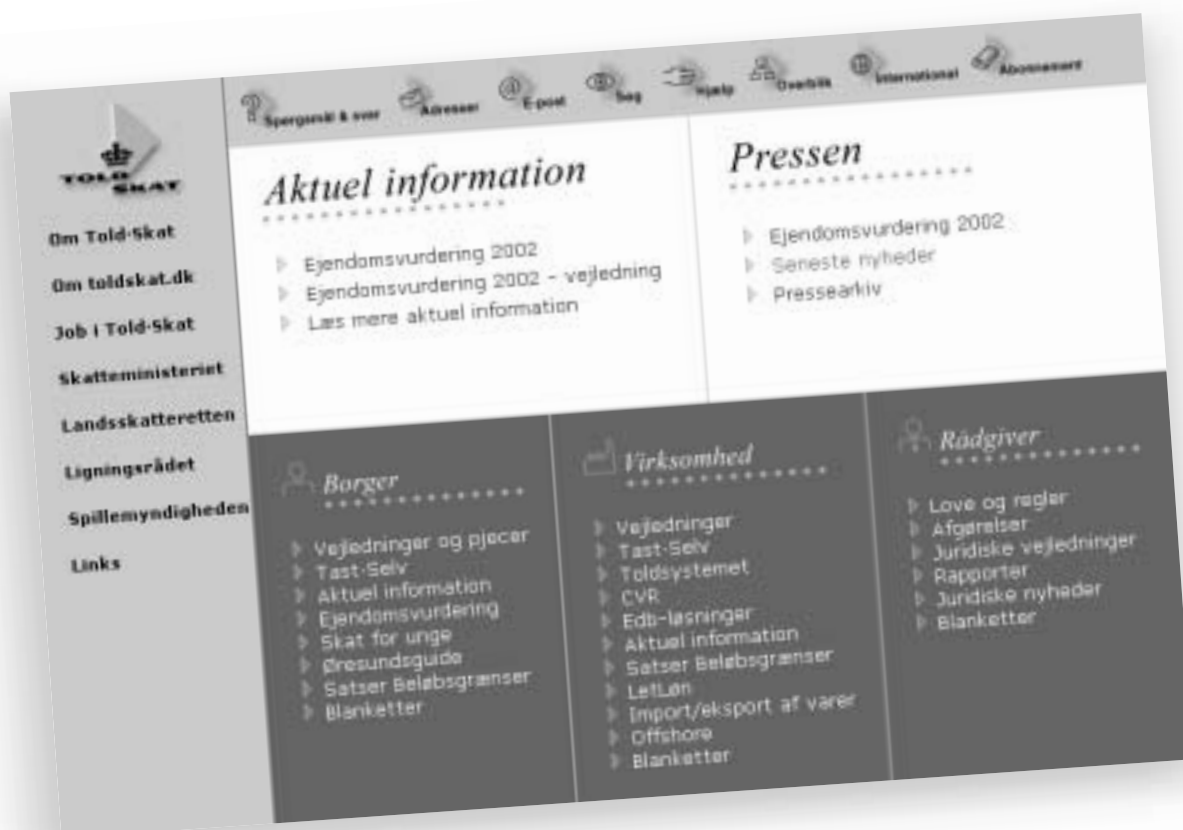 Spørgsmål & svar
Adresser
E-post
Søg
Hjælp
Overblik
International
Abonnement
TOLD SKAT
Om Told·Skat
Om toldskat.dk
Job i Told·Skat
Skatteministeriet
Landsskatteretten
Ligningsrådet
Spillemyndigheden
Links
Aktuel information
Ejendomsvurdering 2002
Ejendomsvurdering 2002 - vejledning
Læs mere aktuel information
Pressen
Ejendomsvurdering 2002
Seneste nyheder
Pressearkiv
Borger
Vejledninger og pjecer
Tast-Selv
Aktuel information
Ejendomsvurdering
Skat for unge
Øresundsguide
Satser Beløbsgrænser
Blanketter
Virksomhed
Vejledninger
Tast-Selv
Toldsystemet
CVR
Edb-løsninger
Aktuel information
Satser Beløbsgrænser
LetLøn
Import/eksport af varer
Offshore
Blanketter
Rådgiver
Love og regler
Afgørelser
Juridiske vejledninger
Rapporter
Juridiske nyheder
Blanketter